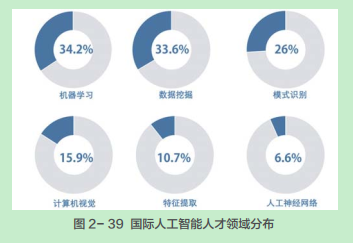 34.2% 33.6% 26%
机器学习 数据挖掘 模式识别
15.9% 10.7% 6.6%
计算机视觉 特征提取 人工神经网络
图 2- 39 国际人工智能人才领域分布